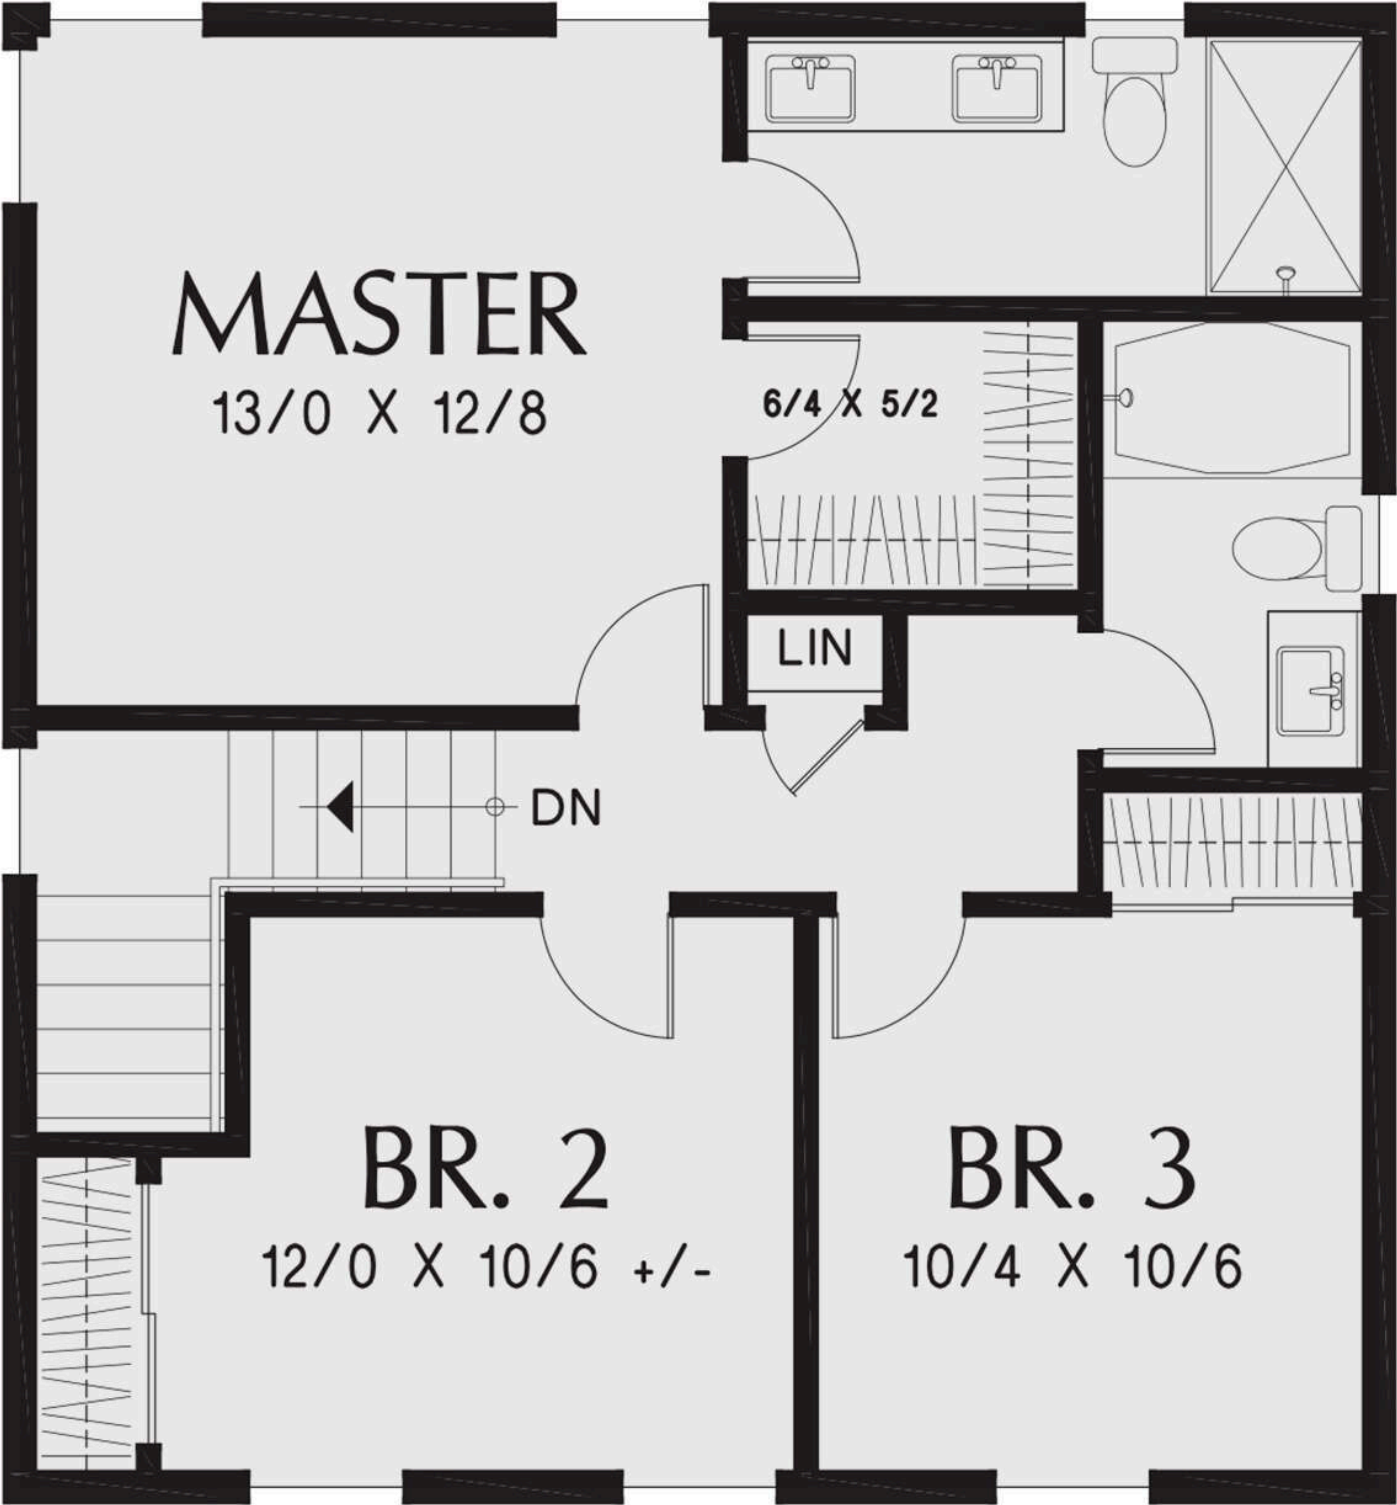 MASTER
13/0 X 12/8
6/4 X 5/2
LIN
DN
BR. 2
12/0 X 10/6 +/-
BR. 3
10/4 X 10/6